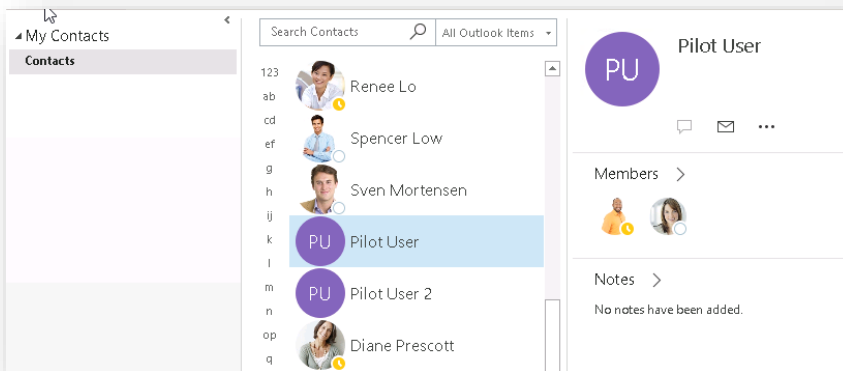 My Contacts
Contacts
Search Contacts
All Outlook Items
123
ab
cd
ef
g
h
ij
k
l
m
n
op
q
Renee Lo
Spencer Low
Sven Mortensen
PU Pilot User
PU Pilot User 2
Diane Prescott
PU
Pilot User
Members
Notes
No notes have been added.